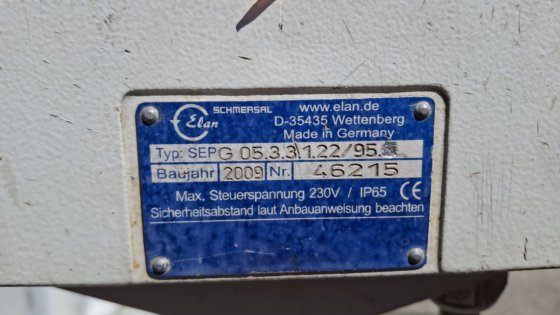 SCHMERSAL
Elan
www.elan.de
D-35435 Wettenberg
Made in Germany
Typ: SEPG 05.3.3.1.22/95.
Baujahr 2009 Nr. 46215
Max. Steuerspannung 230V / IP65 CE
Sicherheitsabstand laut Anbauanweisung beachten